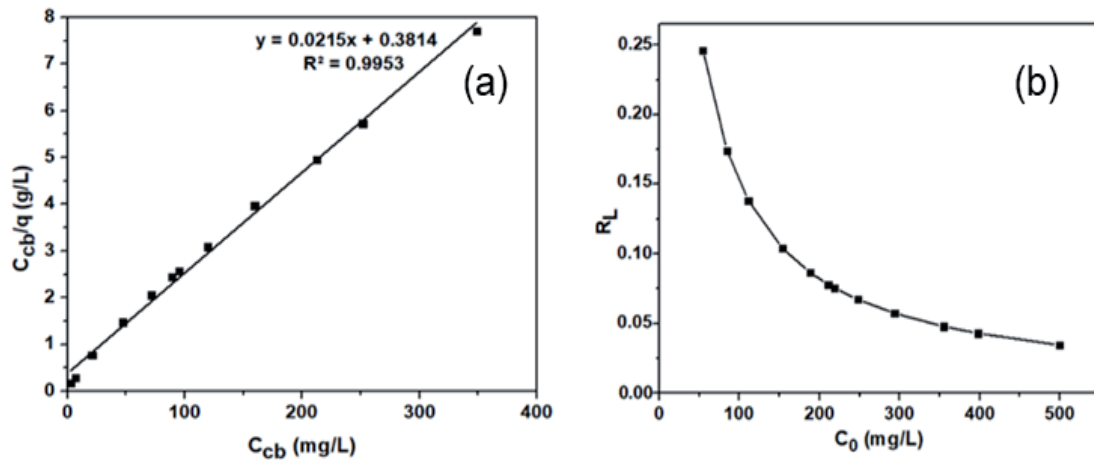 8
7
6
5
4
3
2
1
0
C_cb/q (g/L)
y = 0.0215x + 0.3814
R² = 0.9953
(a)
0 100 200 300 400
C_cb (mg/L)
0.25
0.20
0.15
0.10
0.05
0.00
R_L
(b)
0 100 200 300 400 500
C_0 (mg/L)